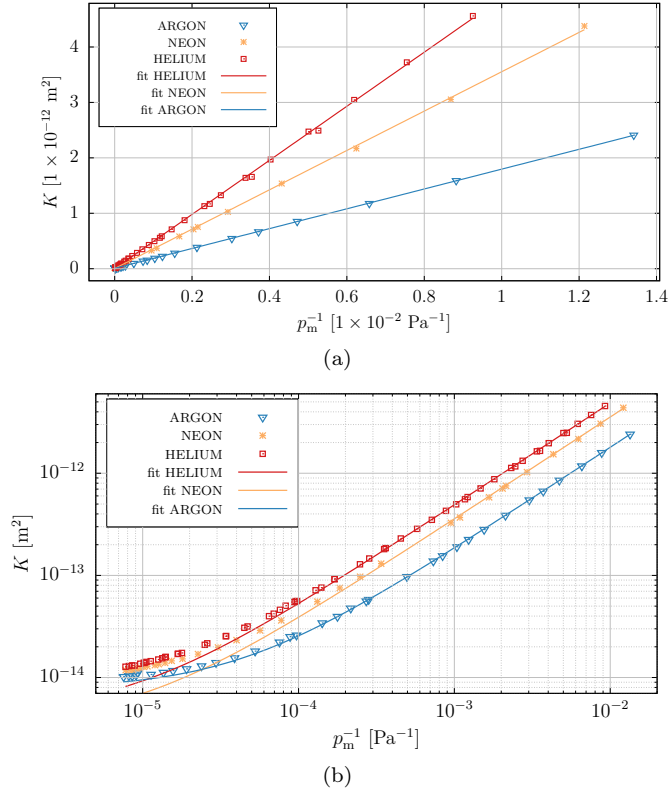 ARGON
NEON
HELIUM
fit HELIUM
fit NEON
fit ARGON
K [1 × 10⁻¹² m²]
4
3
2
1
0
0 0.2 0.4 0.6 0.8 1 1.2 1.4
pₘ⁻¹ [1 × 10⁻² Pa⁻¹]
(a)
ARGON
NEON
HELIUM
fit HELIUM
fit NEON
fit ARGON
K [m²]
10⁻¹²
10⁻¹³
10⁻¹⁴
10⁻⁵ 10⁻⁴ 10⁻³ 10⁻²
pₘ⁻¹ [Pa⁻¹]
(b)